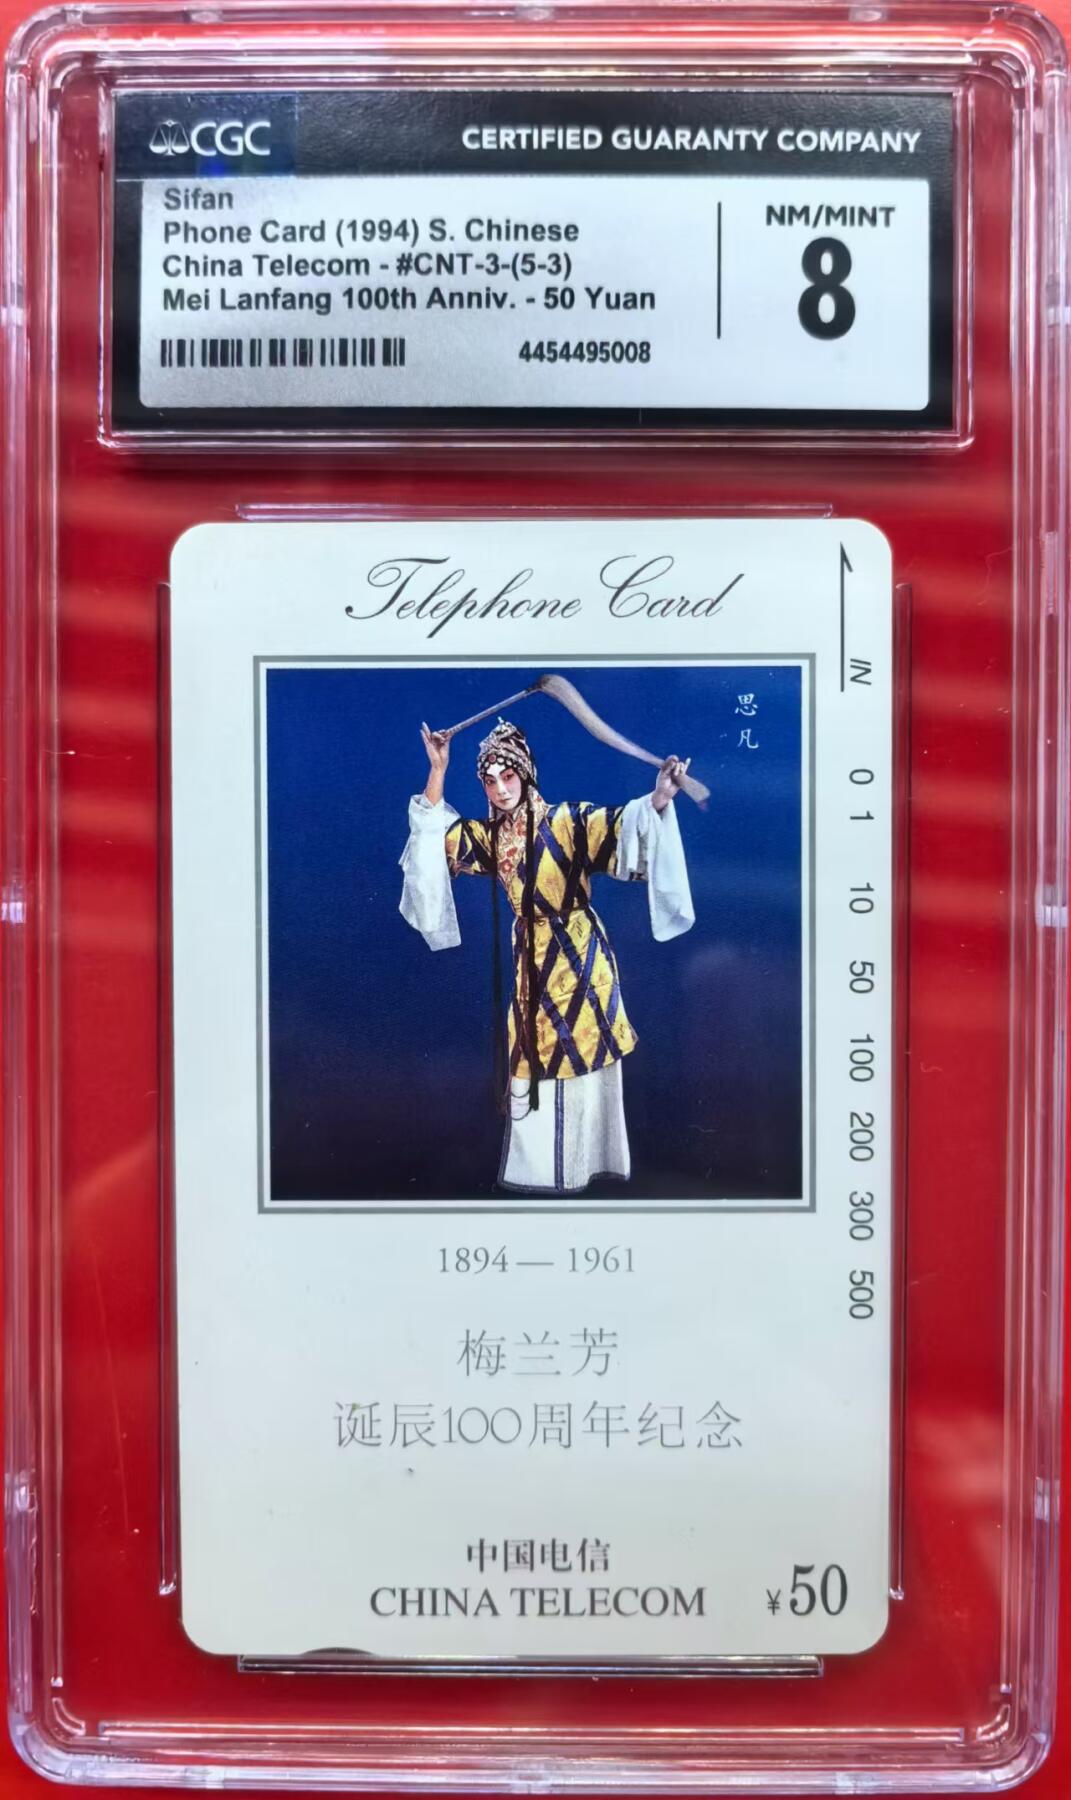 CGC CERTIFIED GUARANTY COMPANY
Sifan
Phone Card (1994) S. Chinese
China Telecom - #CNT-3-(5-3)
Mei Lanfang 100th Anniv. - 50 Yuan
4454495008
NM/MINT
8
Telephone Card
思凡
IN 0 1 10 50 100 200 300 500
1894 — 1961
梅兰芳
诞辰100周年纪念
中国电信
CHINA TELECOM
¥50